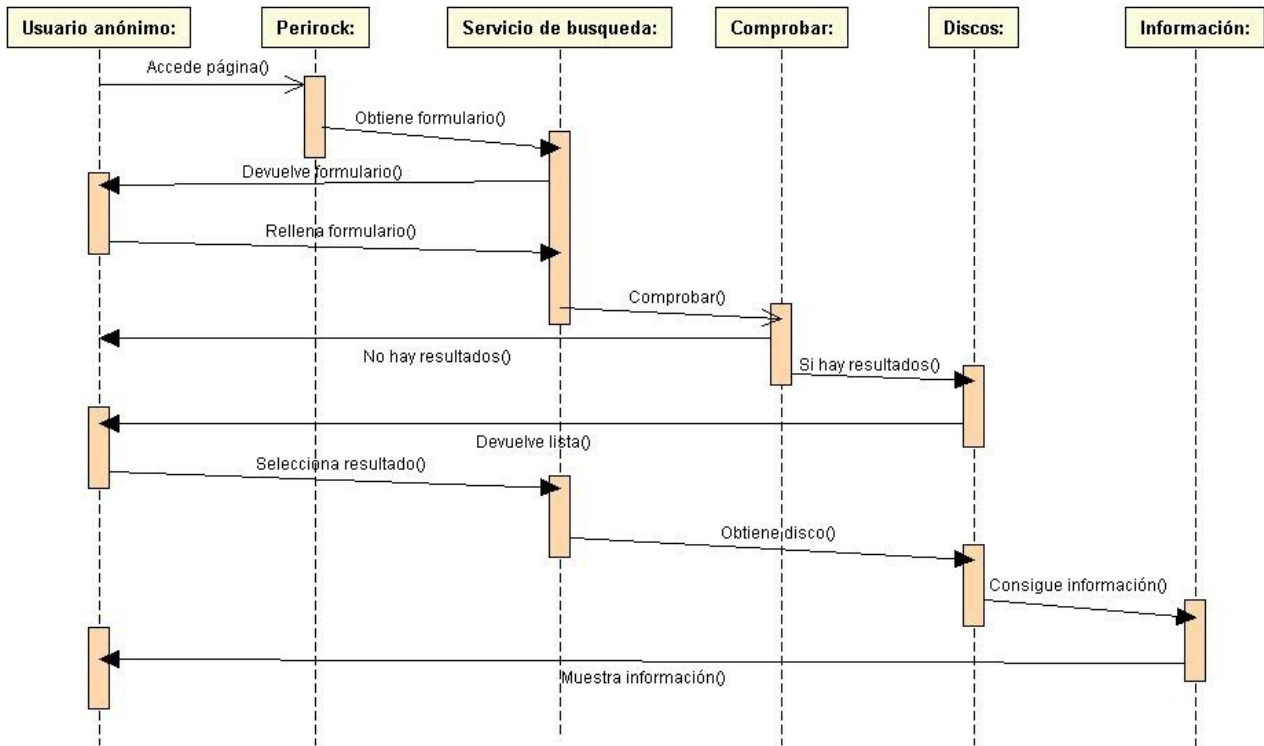 Usuario anónimo:
Perirock:
Servicio de busqueda:
Comprobar:
Discos:
Información:
Accede página()
Obtiene formulario()
Devuelve formulario()
Rellena formulario()
Comprobar()
No hay resultados()
Si hay resultados()
Devuelve lista()
Selecciona resultado()
Obtiene disco()
Consigue información()
Muestra información()